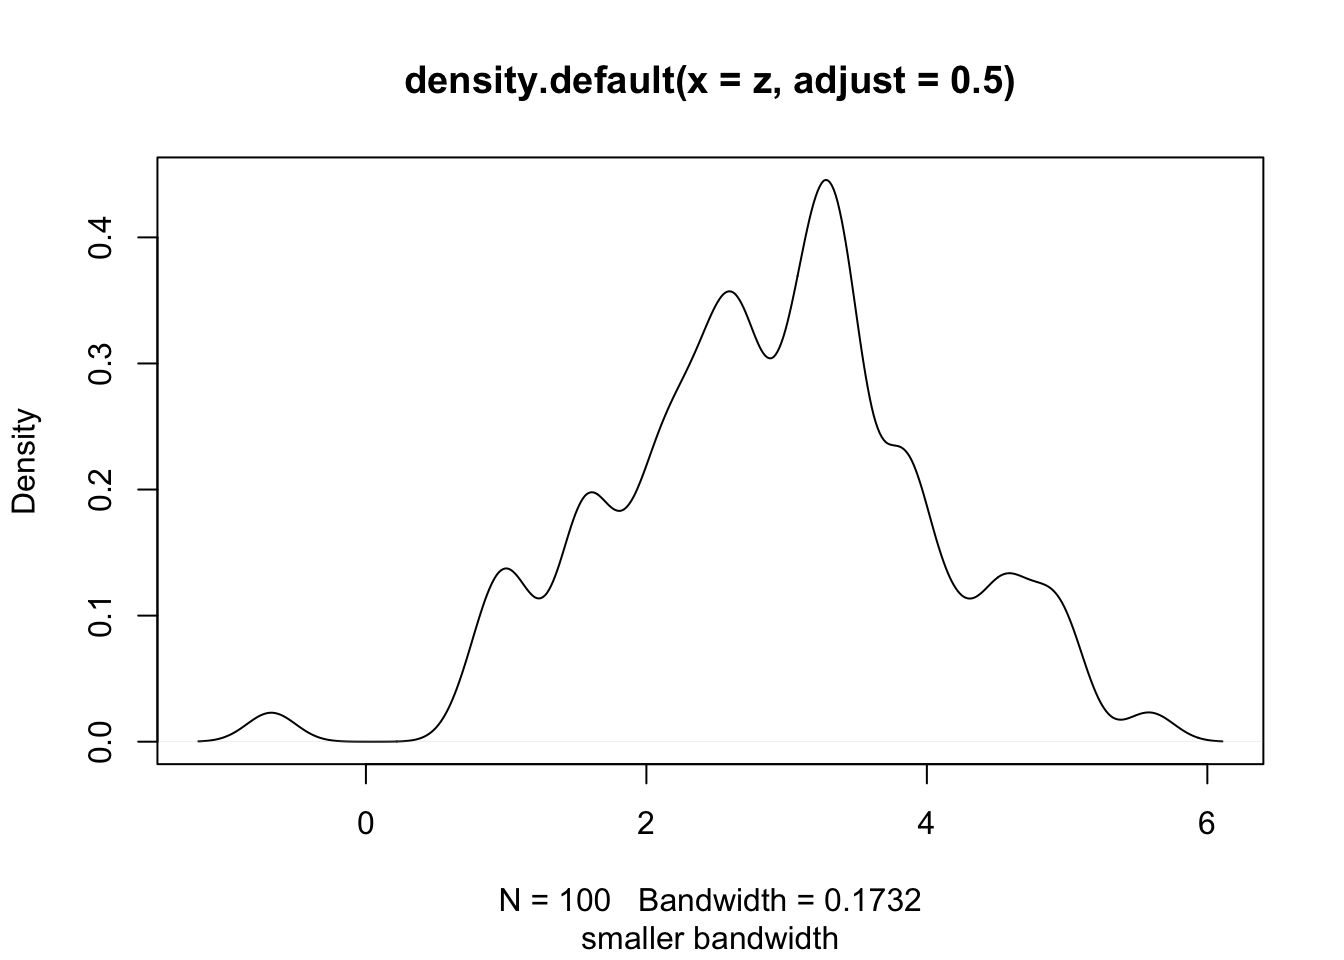 density.default(x = z, adjust = 0.5)
Density
0.4
0.3
0.2
0.1
0.0
0 2 4 6
N = 100 Bandwidth = 0.1732
smaller bandwidth